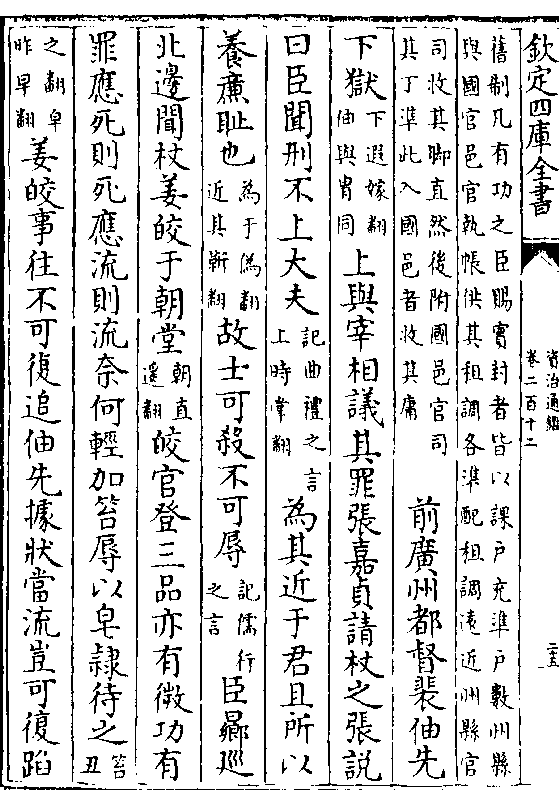 欽定四庫全書
資治通鑑
卷二百十二
二十五
舊制凡有功之臣賜實封者皆以課戶充準戶數州縣
與國官邑官執帳供其租調各準配租調遠近州縣官
司收其脚直然後附國邑官司
其丁準此入國邑者收其庸
前廣州都督裴伷先
下獄下遐嫁翻
伷與胄同
上與宰相議其罪張嘉貞請杖之張説
曰臣聞刑不上大夫記曲禮之言
上時掌翻
為其近于君且所以
養㢘耻也為于偽翻
近其靳翻
故士可殺不可辱記儒行
之言
臣曏廵
北邊聞杖姜皎于朝堂朝直
遥翻
皎官登三品亦有微功有
罪應死則死應流則流奈何輕加笞辱以皂隷待之笞丑
之翻皁
昨早翻
姜皎事往不可復追伷先據狀當流豈可復蹈